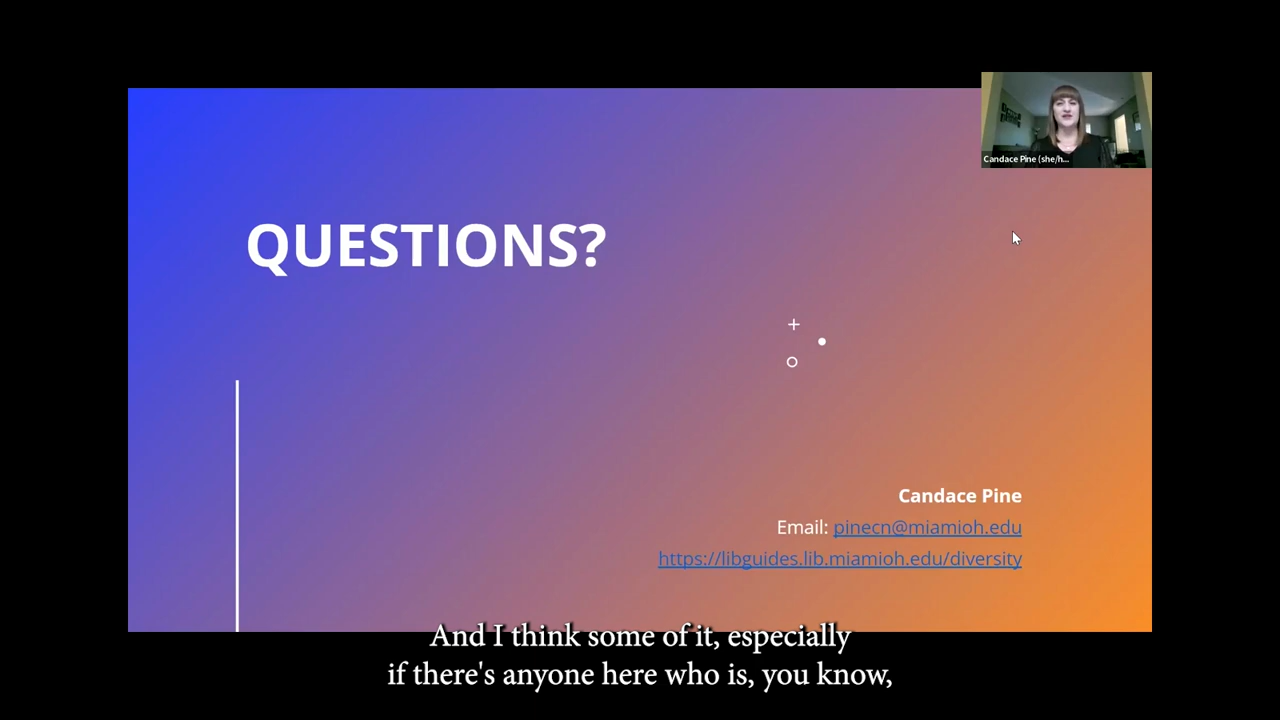 Candace Pine (she/h...
QUESTIONS?
Candace Pine
Email: pinecn@miamioh.edu
https://libguides.lib.miamioh.edu/diversity
And I think some of it, especially
if there's anyone here who is, you know,